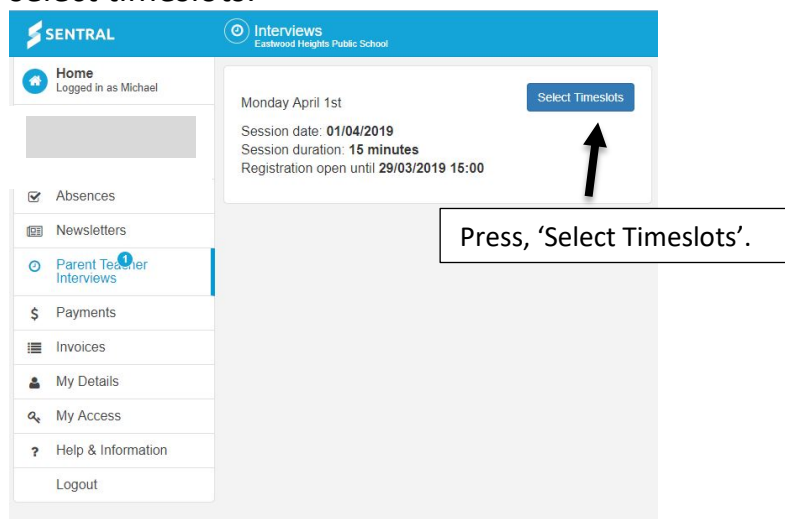 select timeslots.
SENTRAL
Interviews
Eastwood Heights Public School
Home
Logged in as Michael
Absences
Newsletters
1
Parent Teacher
Interviews
$ Payments
Invoices
My Details
My Access
? Help & Information
Logout
Monday April 1st
Select Timeslots
Session date: 01/04/2019
Session duration: 15 minutes
Registration open until 29/03/2019 15:00
Press, ‘Select Timeslots’.